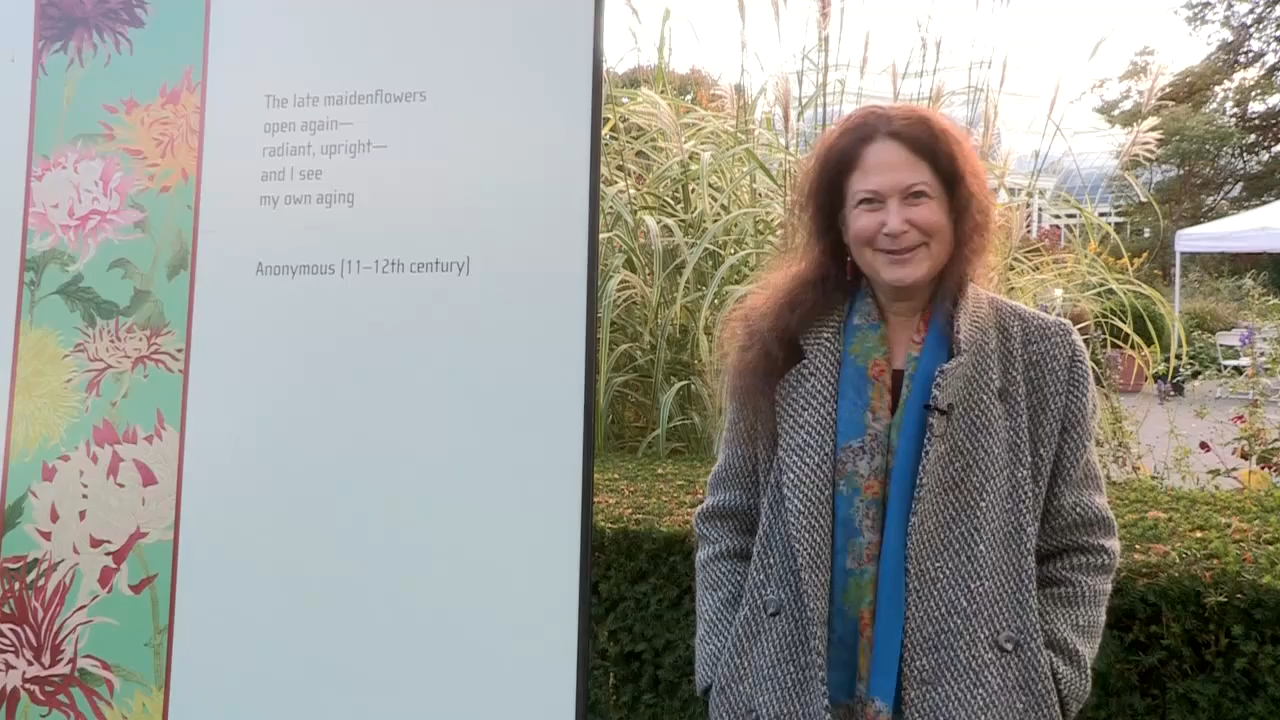 The late maidenflowers
open again—
radiant, upright—
and I see
my own aging
Anonymous (11–12th century)